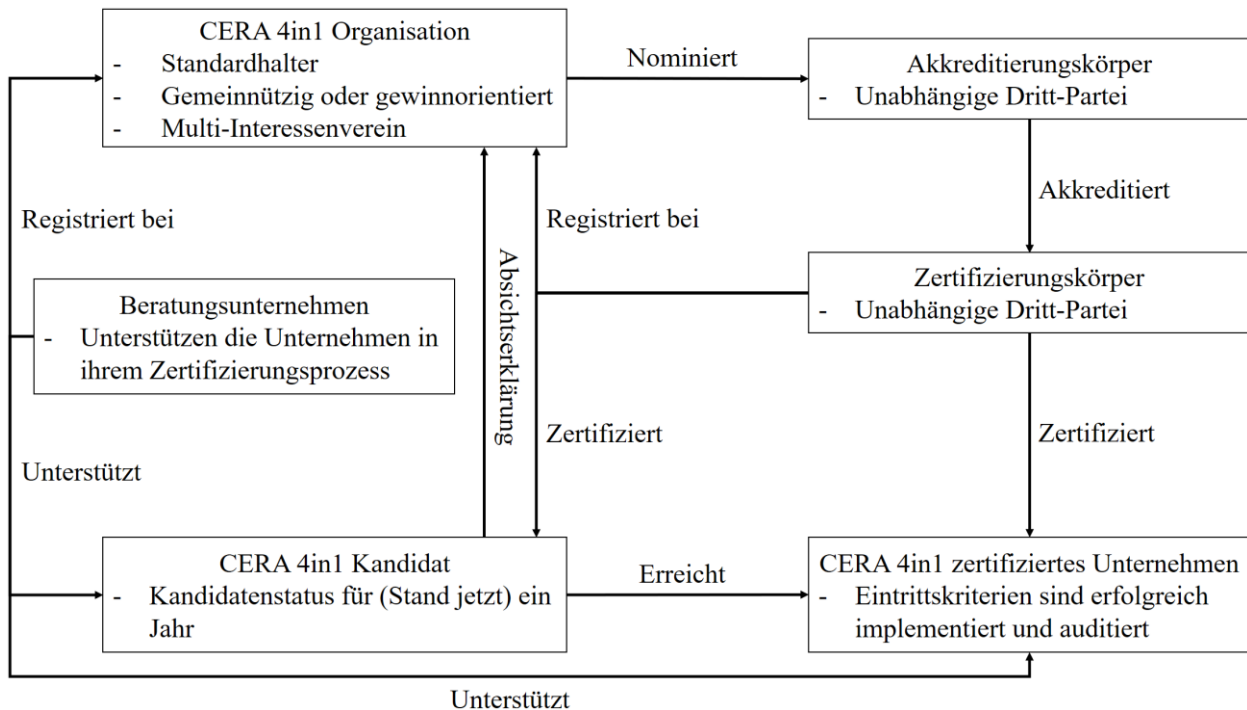 CERA 4in1 Organisation
- Standardhalter
- Gemeinnützig oder gewinnorientiert
- Multi-Interessenverein
Nominiert
Akkreditierungskörper
- Unabhängige Dritt-Partei
Akkreditiert
Registriert bei
Absichtserklärung
Registriert bei
Zertifizierungskörper
- Unabhängige Dritt-Partei
Beratungsunternehmen
- Unterstützen die Unternehmen in
ihrem Zertifizierungsprozess
Zertifiziert
Zertifiziert
Unterstützt
CERA 4in1 Kandidat
- Kandidatenstatus für (Stand jetzt) ein
Jahr
Erreicht
CERA 4in1 zertifiziertes Unternehmen
- Eintrittskriterien sind erfolgreich
implementiert und auditiert
Unterstützt